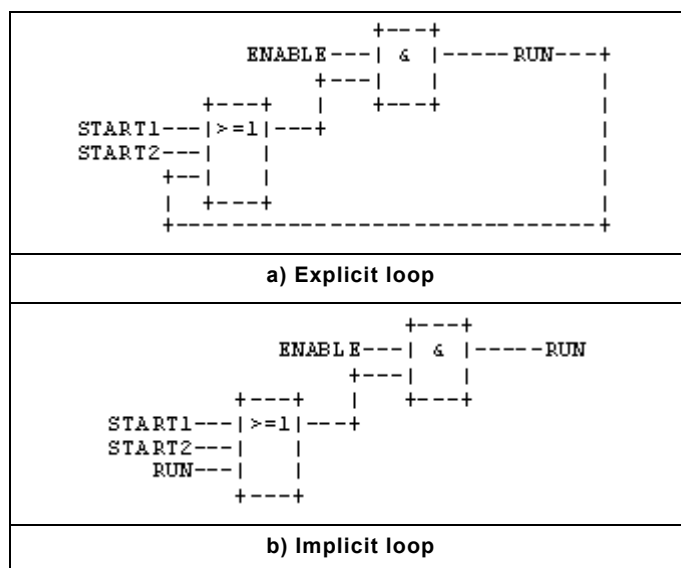 ENABLE---| & |-----RUN---+
START1---|>=1|---+
START2---|
a) Explicit loop
ENABLE---| & |-----RUN
START1---|>=1|---+
START2---|
RUN---|
b) Implicit loop